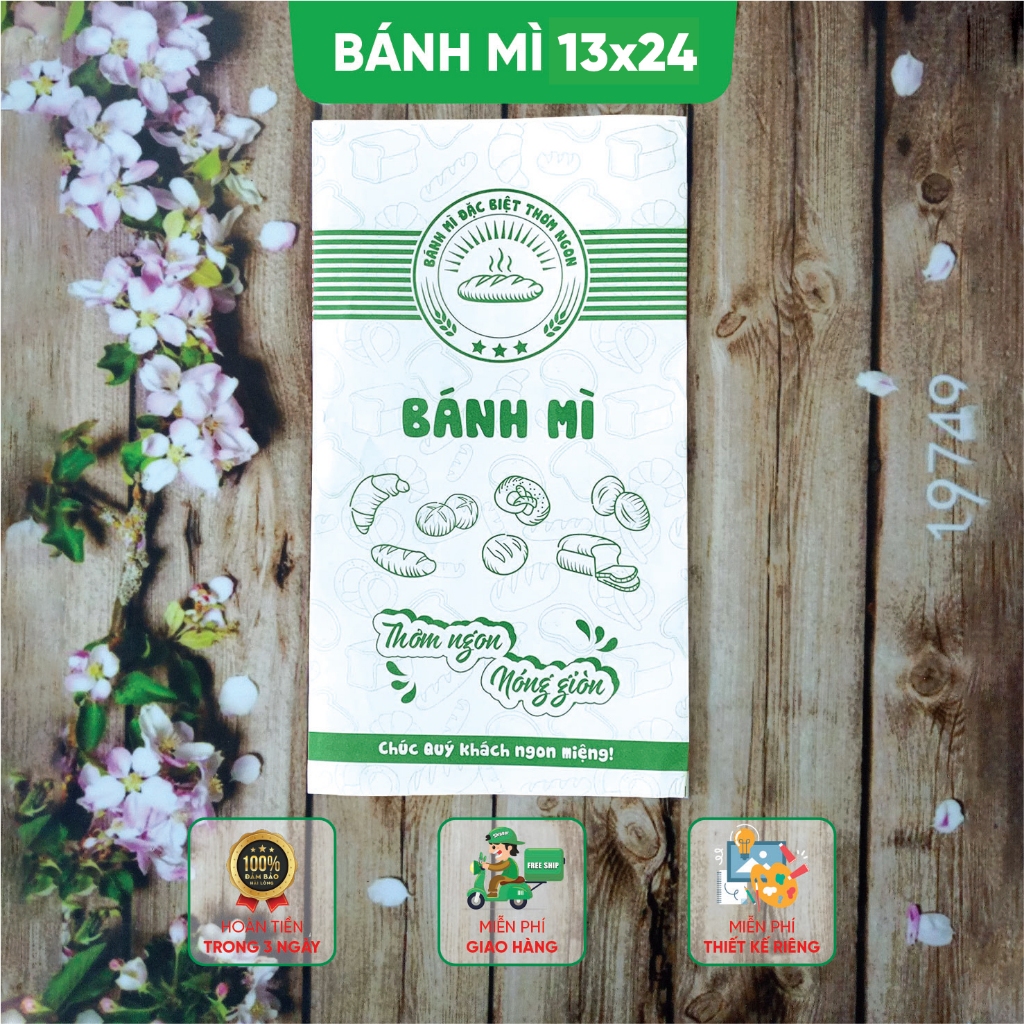 BÁNH MÌ 13x24
BÁNH MÌ ĐẶC BIỆT THƠM NGON
BÁNH MÌ
Thơm ngon
Nóng giòn
Chúc Quý khách ngon miệng!
19749
100%
ĐẢM BẢO
HÀI LÒNG
HOÀN TIỀN
TRONG 3 NGÀY
FREE SHIP
MIỄN PHÍ
GIAO HÀNG
MIỄN PHÍ
THIẾT KẾ RIÊNG